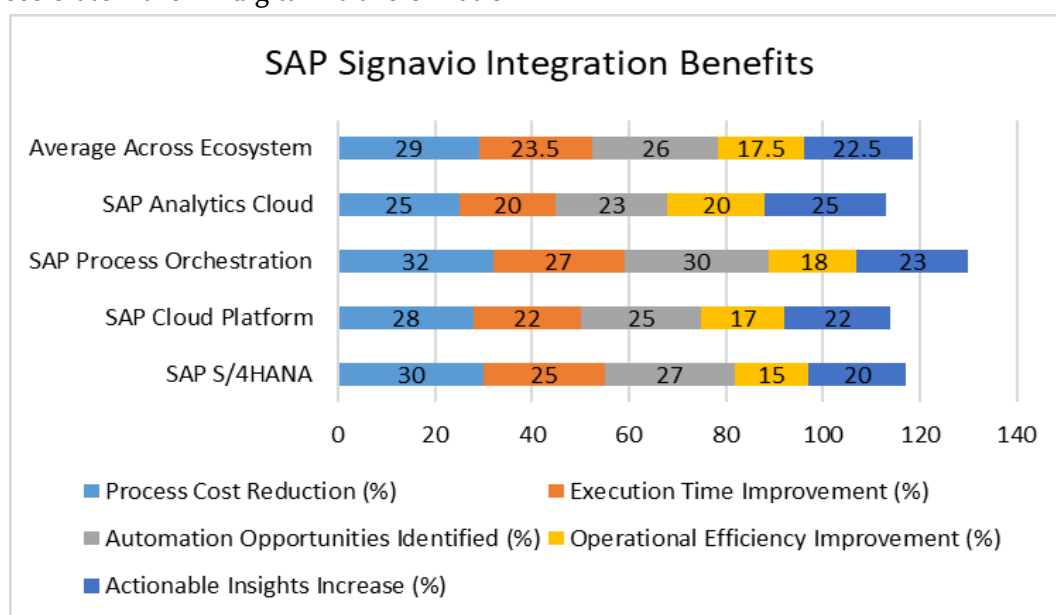 SAP Signavio Integration Benefits
Average Across Ecosystem 29 23.5 26 17.5 22.5
SAP Analytics Cloud 25 20 23 20 25
SAP Process Orchestration 32 27 30 18 23
SAP Cloud Platform 28 22 25 17 22
SAP S/4HANA 30 25 27 15 20
0 20 40 60 80 100 120 140
Process Cost Reduction (%) Execution Time Improvement (%)
Automation Opportunities Identified (%) Operational Efficiency Improvement (%)
Actionable Insights Increase (%)